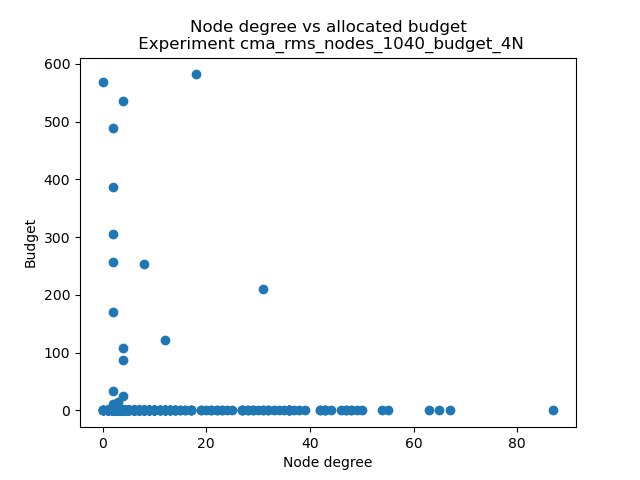 Node degree vs allocated budget
Experiment cma_rms_nodes_1040_budget_4N
600
500
400
300
200
100
0
Budget
0 20 40 60 80
Node degree